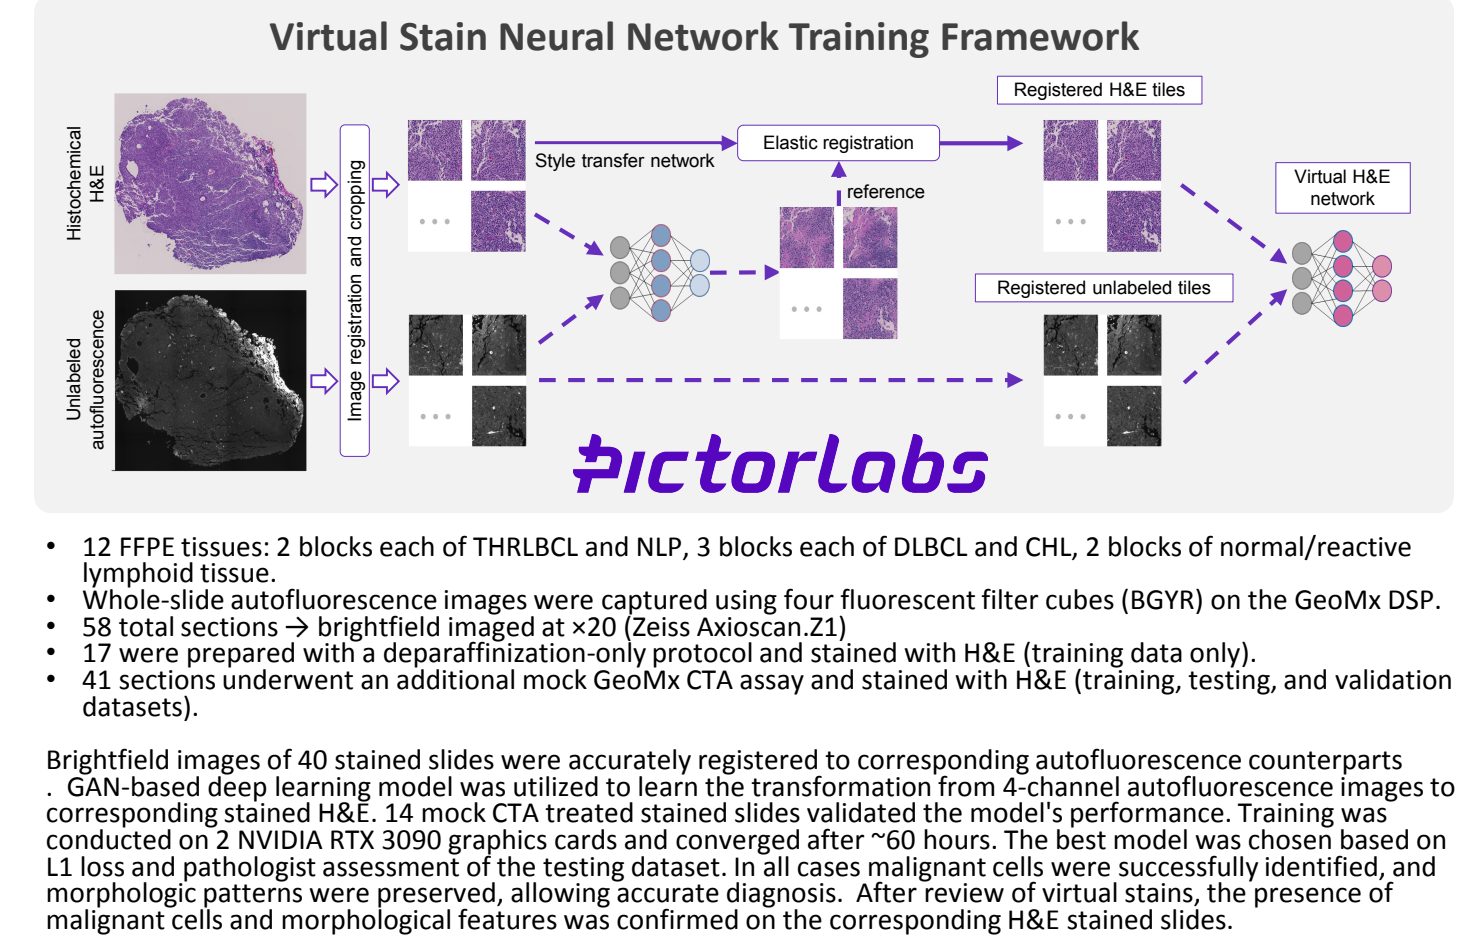 Virtual Stain Neural Network Training Framework
Histochemical
H&E
Unlabeled
autofluorescence
Image registration and cropping
Style transfer network
Elastic registration
reference
Registered H&E tiles
Registered unlabeled tiles
Virtual H&E
network
Pictorlabs
• 12 FFPE tissues: 2 blocks each of THRLBCL and NLP, 3 blocks each of DLBCL and CHL, 2 blocks of normal/reactive
lymphoid tissue.
• Whole-slide autofluorescence images were captured using four fluorescent filter cubes (BGYR) on the GeoMx DSP.
• 58 total sections → brightfield imaged at ×20 (Zeiss Axioscan.Z1)
• 17 were prepared with a deparaffinization-only protocol and stained with H&E (training data only).
• 41 sections underwent an additional mock GeoMx CTA assay and stained with H&E (training, testing, and validation
datasets).
Brightfield images of 40 stained slides were accurately registered to corresponding autofluorescence counterparts
. GAN-based deep learning model was utilized to learn the transformation from 4-channel autofluorescence images to
corresponding stained H&E. 14 mock CTA treated stained slides validated the model's performance. Training was
conducted on 2 NVIDIA RTX 3090 graphics cards and converged after ~60 hours. The best model was chosen based on
L1 loss and pathologist assessment of the testing dataset. In all cases malignant cells were successfully identified, and
morphologic patterns were preserved, allowing accurate diagnosis. After review of virtual stains, the presence of
malignant cells and morphological features was confirmed on the corresponding H&E stained slides.